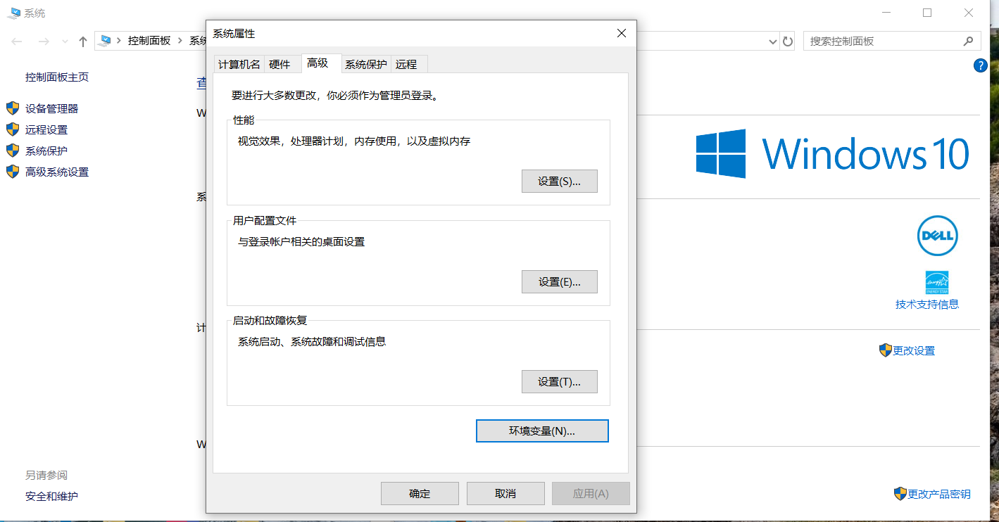 系统
控制面板
系统
搜索控制面板
控制面板主页
设备管理器
远程设置
系统保护
高级系统设置
另请参阅
安全和维护
查
W
系
计
W
系统属性
计算机名 硬件 高级 系统保护 远程
要进行大多数更改，你必须作为管理员登录。
性能
视觉效果，处理器计划，内存使用，以及虚拟内存
设置(S)...
用户配置文件
与登录帐户相关的桌面设置
设置(E)...
启动和故障恢复
系统启动、系统故障和调试信息
设置(T)...
环境变量(N)...
确定 取消 应用(A)
?
Windows 10
DELL
energy
ENERGY STAR
技术支持信息
更改设置
更改产品密钥